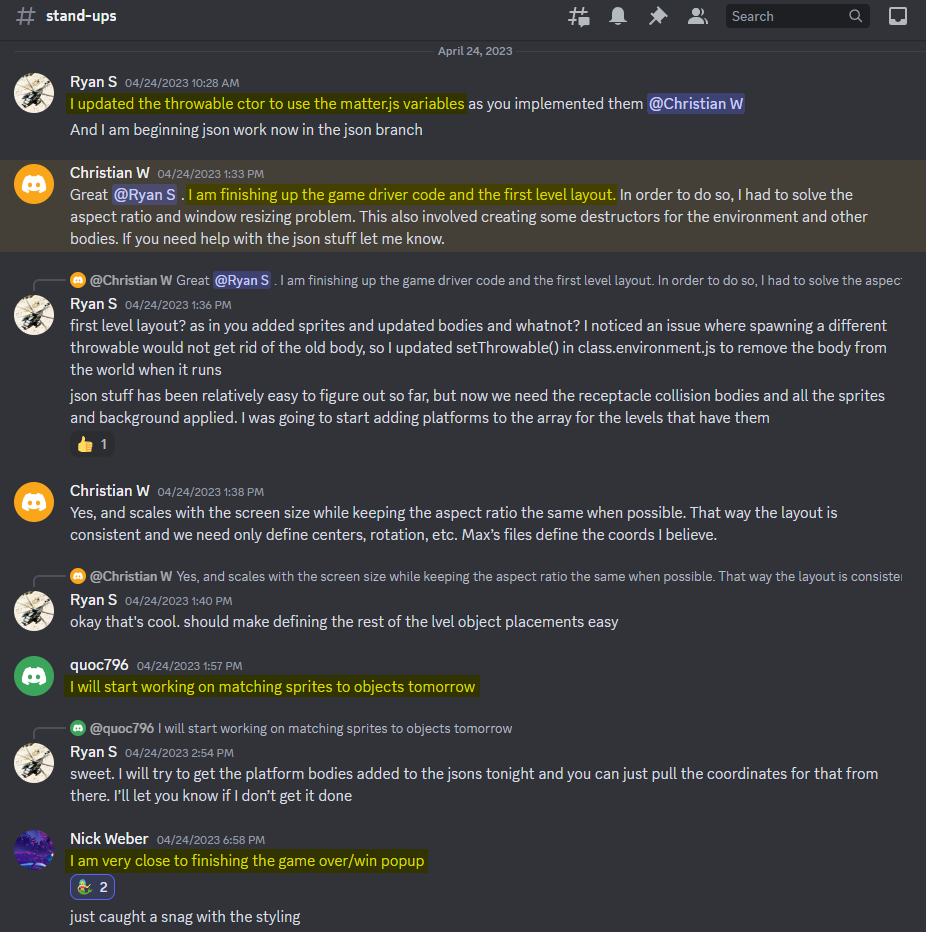 # stand-ups
Search
April 24, 2023
Ryan S 04/24/2023 10:28 AM
I updated the throwable ctor to use the matter.js variables as you implemented them @Christian W
And I am beginning json work now in the json branch
Christian W 04/24/2023 1:33 PM
Great @Ryan S . I am finishing up the game driver code and the first level layout. In order to do so, I had to solve the
aspect ratio and window resizing problem. This also involved creating some destructors for the environment and other
bodies. If you need help with the json stuff let me know.
@Christian W Great @Ryan S . I am finishing up the game driver code and the first level layout. In order to do so, I had to solve the aspec
Ryan S 04/24/2023 1:36 PM
first level layout? as in you added sprites and updated bodies and whatnot? I noticed an issue where spawning a different
throwable would not get rid of the old body, so I updated setThrowable() in class.environment.js to remove the body from
the world when it runs
json stuff has been relatively easy to figure out so far, but now we need the receptacle collision bodies and all the sprites
and background applied. I was going to start adding platforms to the array for the levels that have them
1
Christian W 04/24/2023 1:38 PM
Yes, and scales with the screen size while keeping the aspect ratio the same when possible. That way the layout is
consistent and we need only define centers, rotation, etc. Max's files define the coords I believe.
@Christian W Yes, and scales with the screen size while keeping the aspect ratio the same when possible. That way the layout is consiste
Ryan S 04/24/2023 1:40 PM
okay that's cool. should make defining the rest of the lvel object placements easy
quoc796 04/24/2023 1:57 PM
I will start working on matching sprites to objects tomorrow
@quoc796 I will start working on matching sprites to objects tomorrow
Ryan S 04/24/2023 2:54 PM
sweet. I will try to get the platform bodies added to the jsons tonight and you can just pull the coordinates for that from
there. I'll let you know if I don't get it done
Nick Weber 04/24/2023 6:58 PM
I am very close to finishing the game over/win popup
2
just caught a snag with the styling